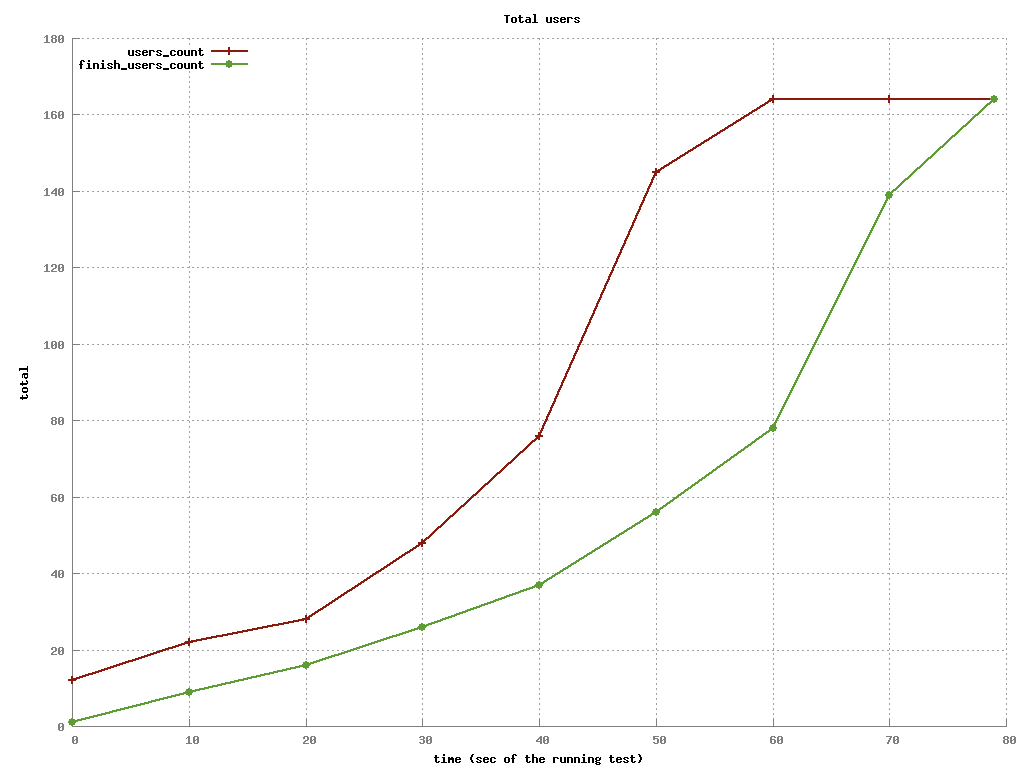 Total users
users_count
finish_users_count
180
160
140
120
100
80
60
40
20
0
total
0 10 20 30 40 50 60 70 80
time (sec of the running test)